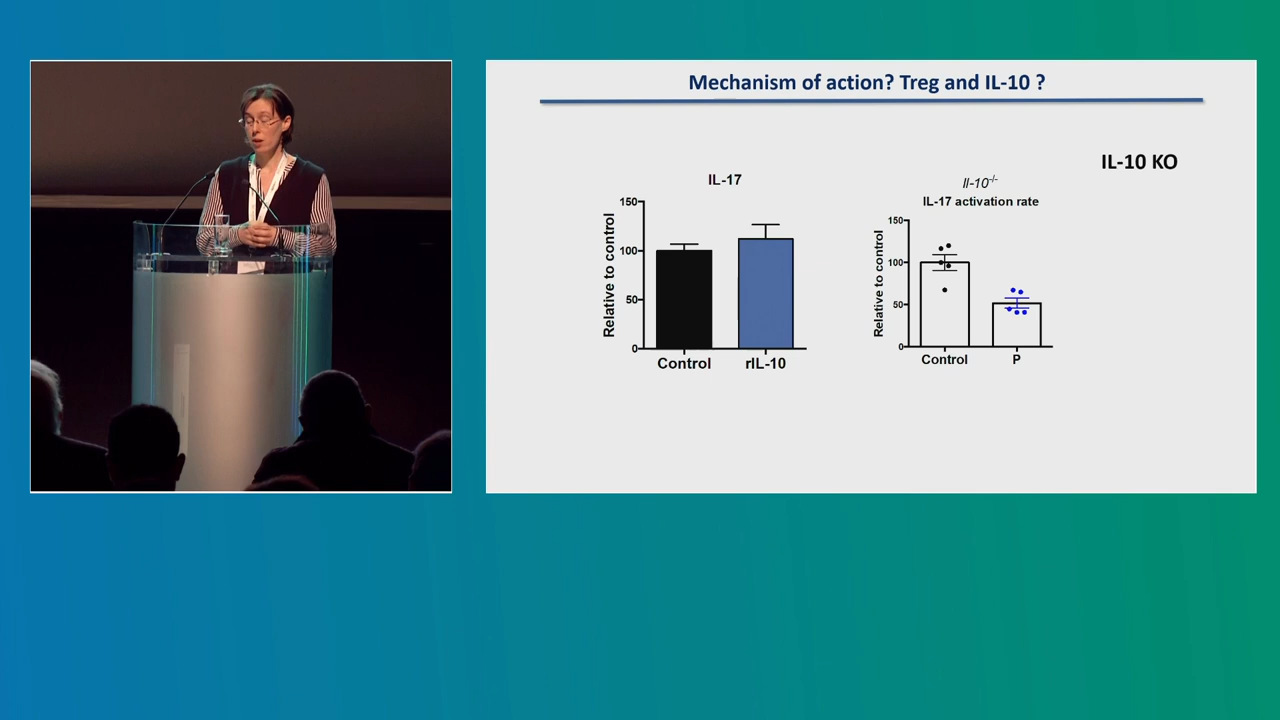 Mechanism of action? Treg and IL-10 ?
IL-10 KO
IL-17
Relative to control
150
100
50
0
Control
rIL-10
Il-10-/-
IL-17 activation rate
Relative to control
150
100
50
0
Control
P